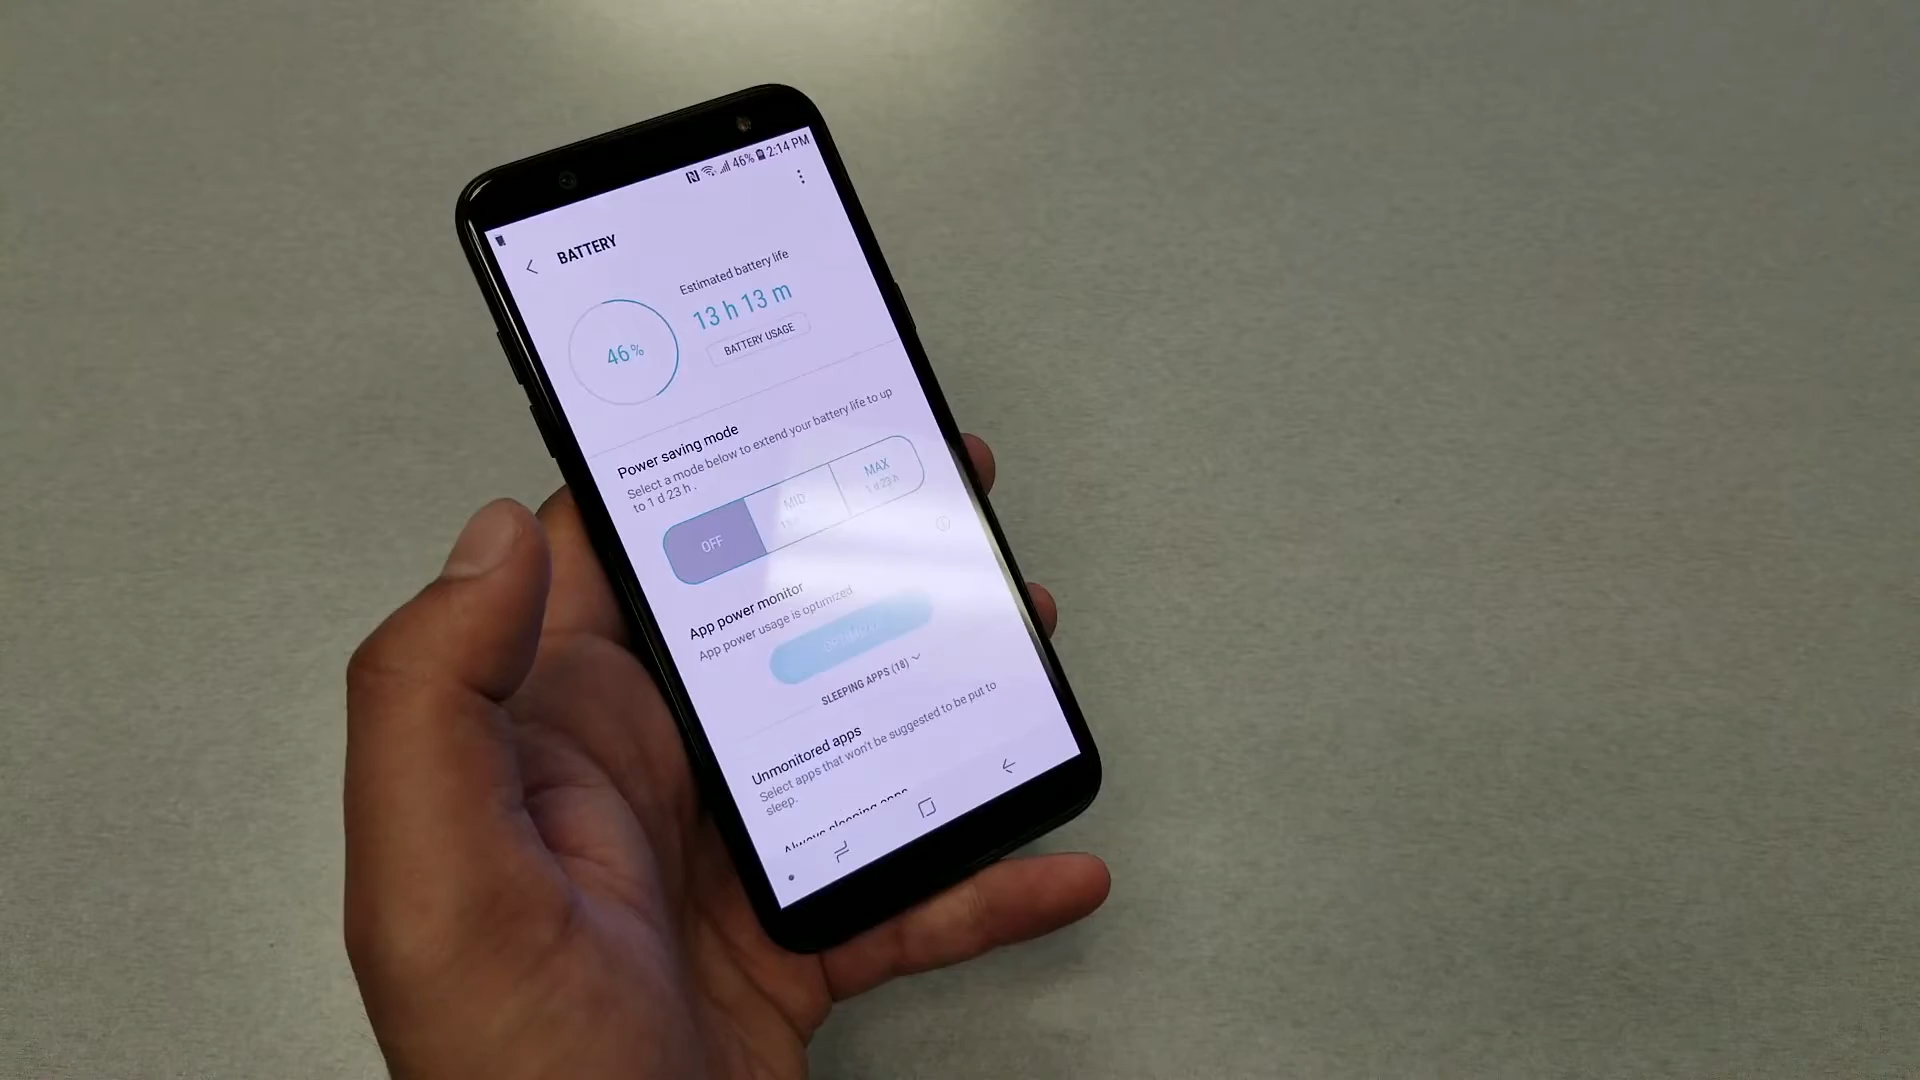 46% 2:14 PM
BATTERY
Estimated battery life
13 h 13 m
46%
BATTERY USAGE
Power saving mode
Select a mode below to extend your battery life to up
to 1 d 23 h .
OFF
MID
MAX
1 d 23 h
App power monitor
App power usage is optimized
SLEEPING APPS (18)
Unmonitored apps
Select apps that won't be suggested to be put to
sleep.
Always sleeping apps